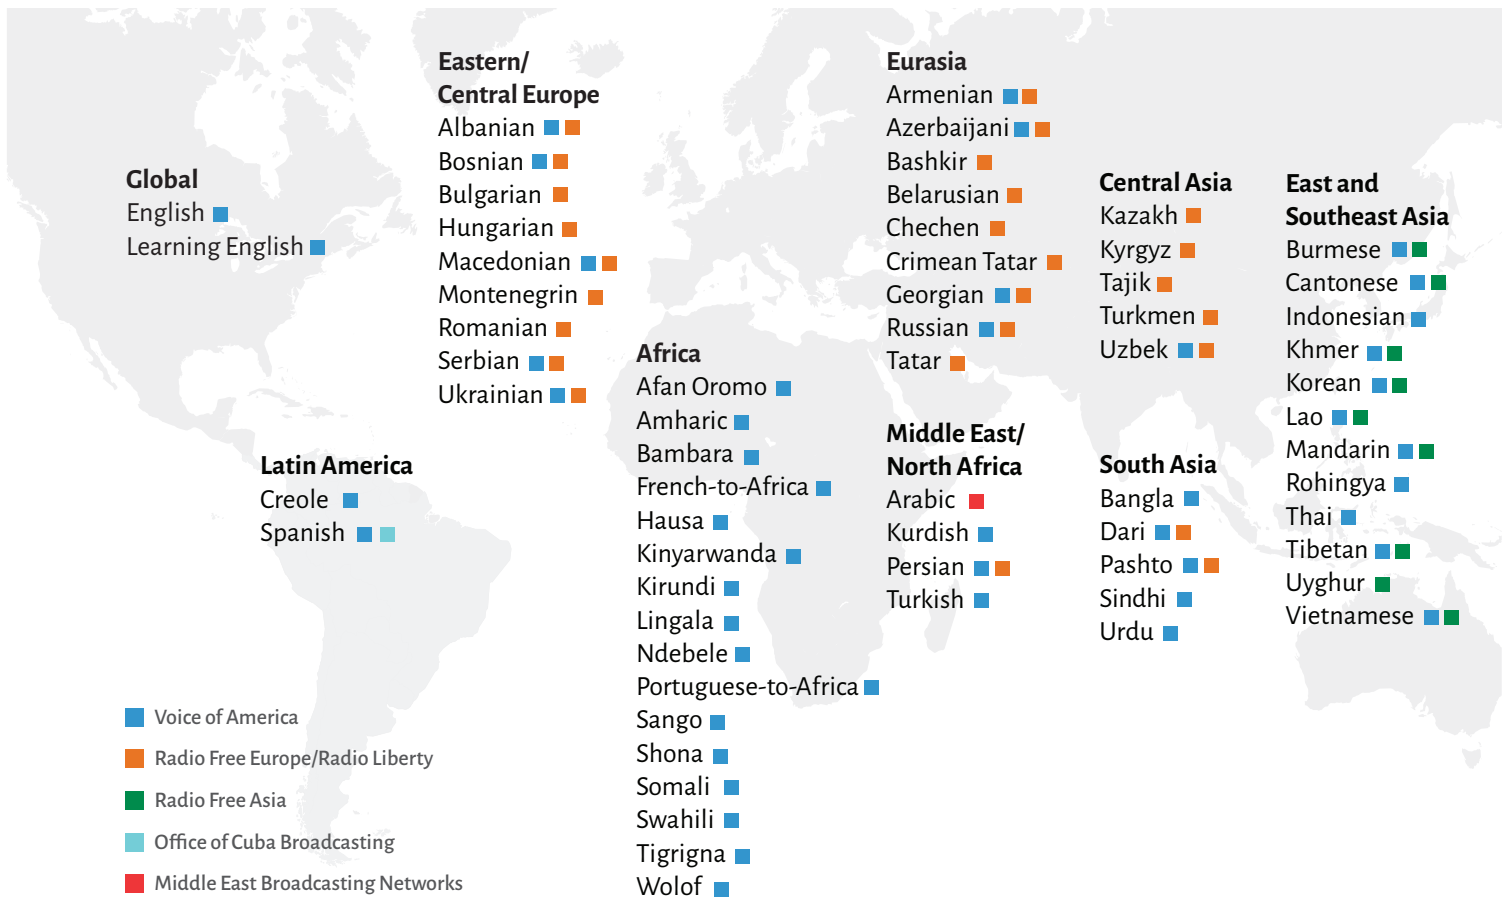 Global
English
Learning English
Eastern/
Central Europe
Albanian
Bosnian
Bulgarian
Hungarian
Macedonian
Montenegrin
Romanian
Serbian
Ukrainian
Latin America
Creole
Spanish
Africa
Afan Oromo
Amharic
Bambara
French-to-Africa
Hausa
Kinyarwanda
Kirundi
Lingala
Ndebele
Portuguese-to-Africa
Sango
Shona
Somali
Swahili
Tigrigna
Wolof
Eurasia
Armenian
Azerbaijani
Bashkir
Belarusian
Chechen
Crimean Tatar
Georgian
Russian
Tatar
Middle East/
North Africa
Arabic
Kurdish
Persian
Turkish
Central Asia
Kazakh
Kyrgyz
Tajik
Turkmen
Uzbek
South Asia
Bangla
Dari
Pashto
Sindhi
Urdu
East and
Southeast Asia
Burmese
Cantonese
Indonesian
Khmer
Korean
Lao
Mandarin
Rohingya
Thai
Tibetan
Uyghur
Vietnamese
Voice of America
Radio Free Europe/Radio Liberty
Radio Free Asia
Office of Cuba Broadcasting
Middle East Broadcasting Networks